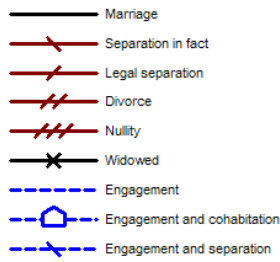 Marriage
Separation in fact
Legal separation
Divorce
Nullity
Widowed
Engagement
Engagement and cohabitation
Engagement and separation